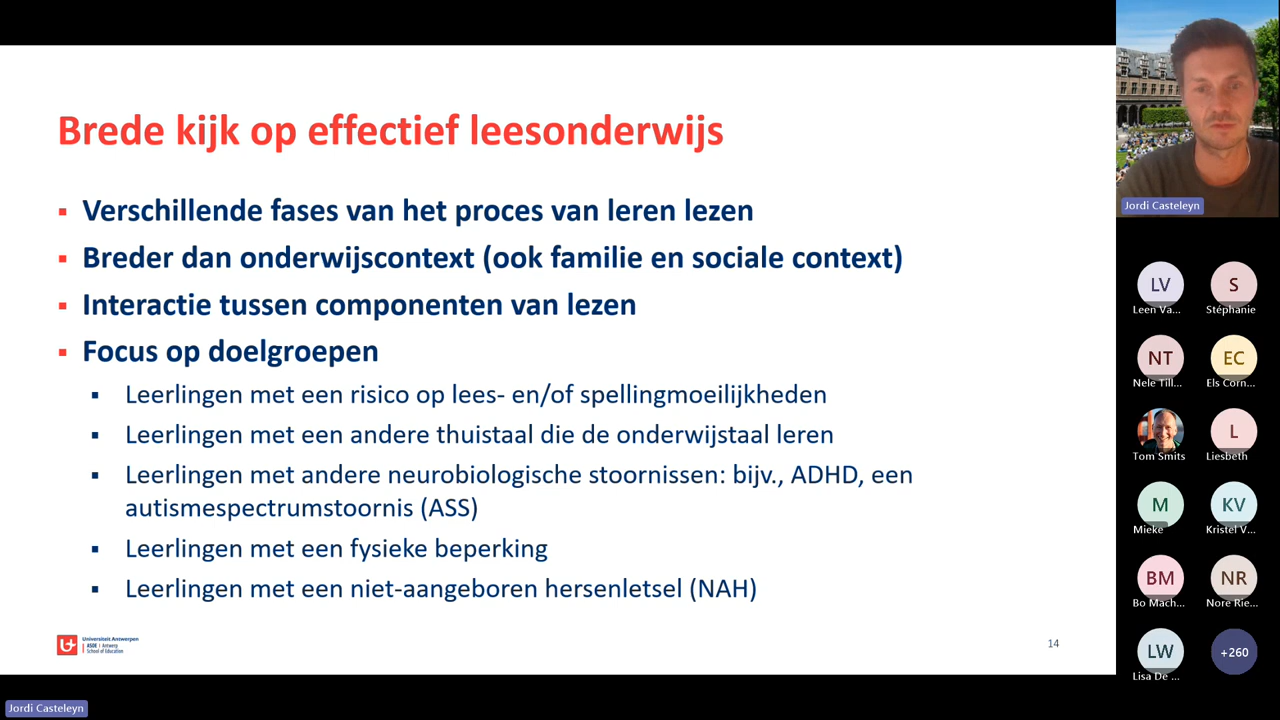 Brede kijk op effectief leesonderwijs
Verschillende fases van het proces van leren lezen
Breder dan onderwijscontext (ook familie en sociale context)
Interactie tussen componenten van lezen
Focus op doelgroepen
Leerlingen met een risico op lees- en/of spellingmoeilijkheden
Leerlingen met een andere thuistaal die de onderwijstaal leren
Leerlingen met andere neurobiologische stoornissen: bijv., ADHD, een
autismespectrumstoornis (ASS)
Leerlingen met een fysieke beperking
Leerlingen met een niet-aangeboren hersenletsel (NAH)
Universiteit Antwerpen
ASOE | Antwerp
School of Education
14
Jordi Casteleyn
LV
Leen Va...
S
Stéphanie
NT
Nele Till...
EC
Els Corn...
Tom Smits
L
Liesbeth
M
Mieke
KV
Kristel V...
BM
Bo Mach...
NR
Nore Rie...
LW
Lisa De ...
+260
Jordi Casteleyn